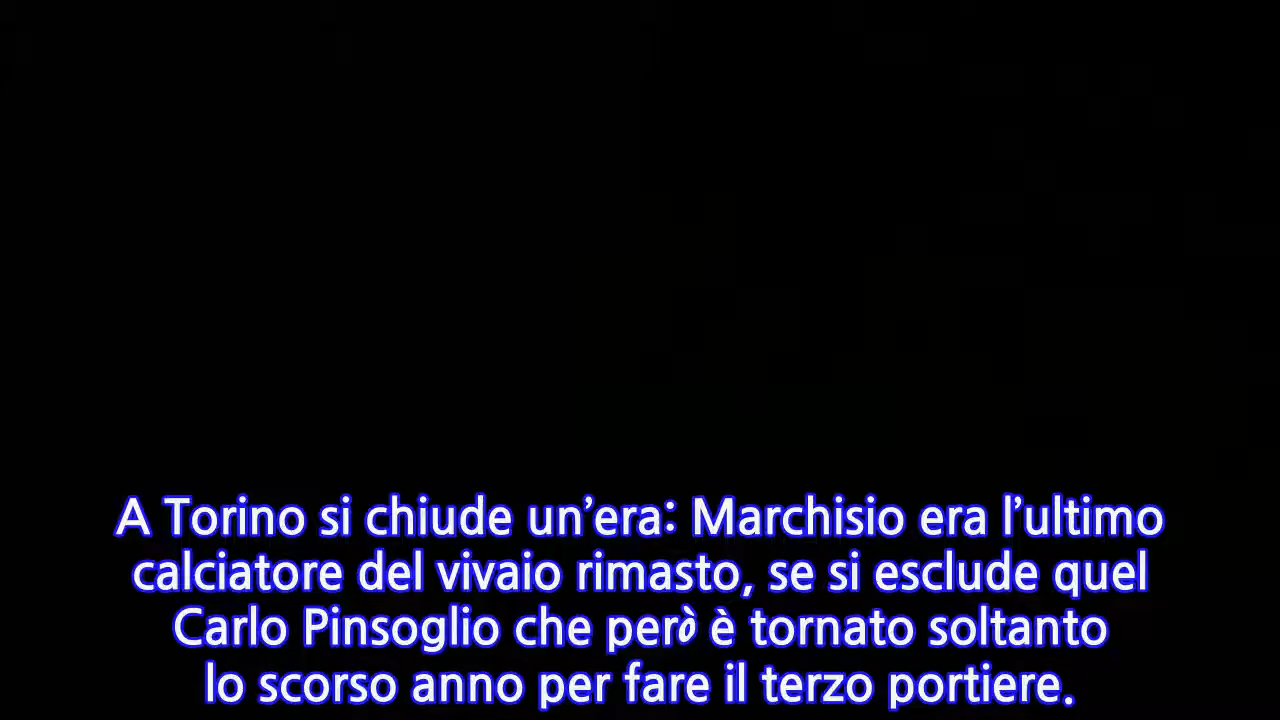 A Torino si chiude un’era: Marchisio era l’ultimo
calciatore del vivaio rimasto, se si esclude quel
Carlo Pinsoglio che però è tornato soltanto
lo scorso anno per fare il terzo portiere.